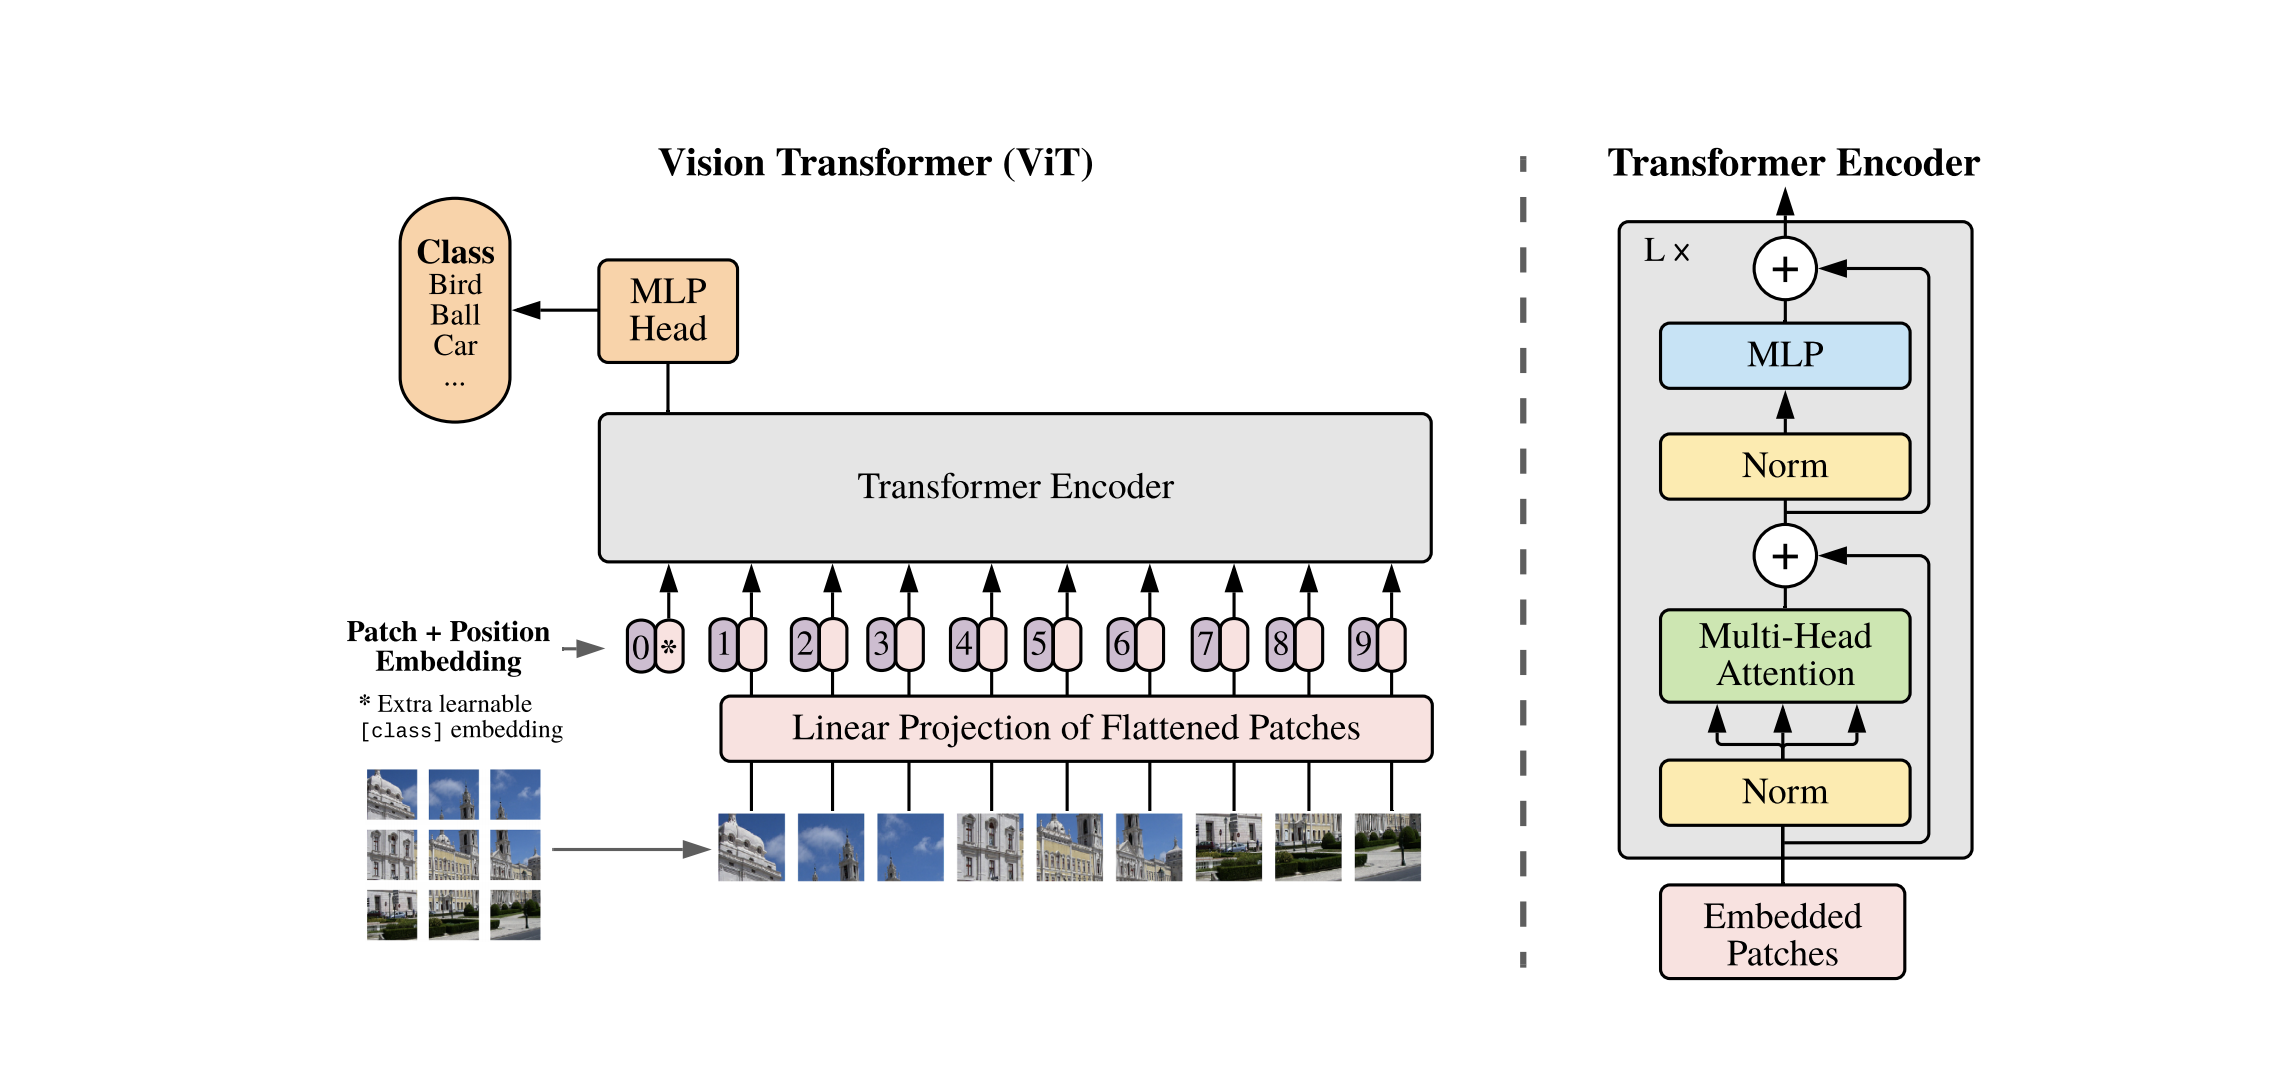 Vision Transformer (ViT)
Class
Bird
Ball
Car
...
MLP
Head
Transformer Encoder
Patch + Position
Embedding
0 * 1 2 3 4 5 6 7 8 9
* Extra learnable
[class] embedding
Linear Projection of Flattened Patches
Transformer Encoder
L ×
+
MLP
Norm
+
Multi-Head
Attention
Norm
Embedded
Patches